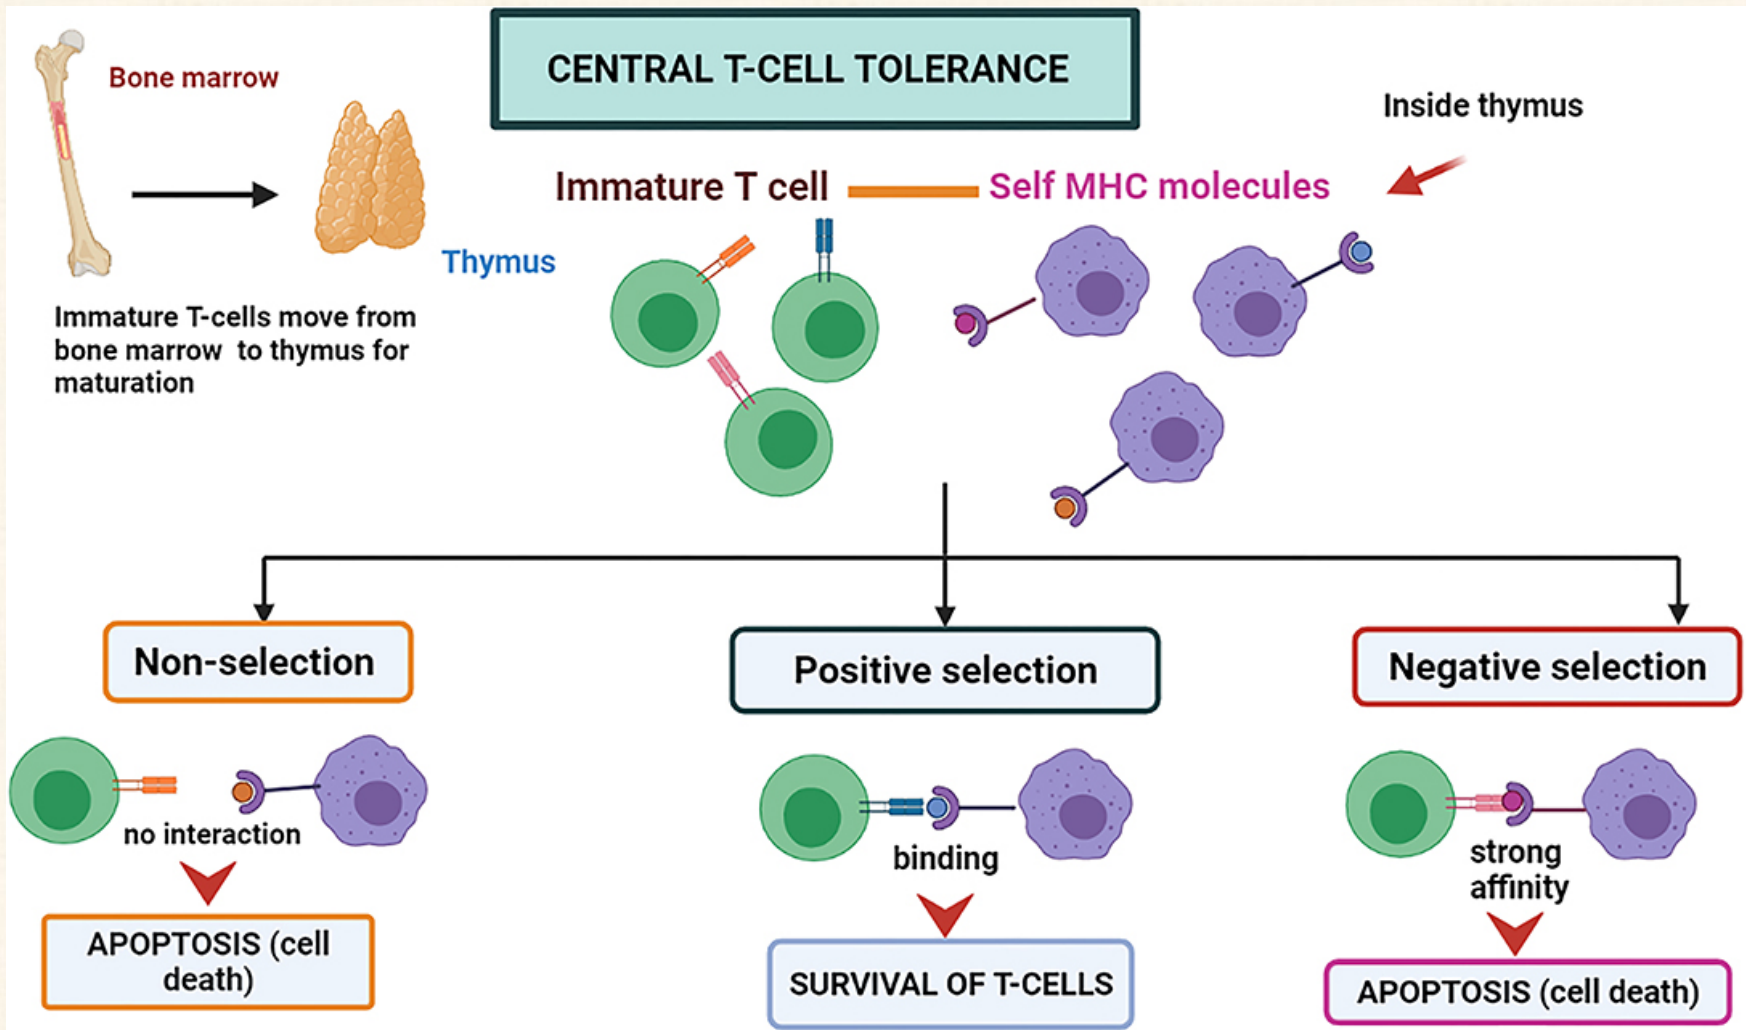 CENTRAL T-CELL TOLERANCE
Bone marrow
Inside thymus
Immature T cell
Self MHC molecules
Thymus
Immature T-cells move from
bone marrow to thymus for
maturation
Non-selection
Positive selection
Negative selection
no interaction
binding
strong
affinity
APOPTOSIS (cell
death)
SURVIVAL OF T-CELLS
APOPTOSIS (cell death)